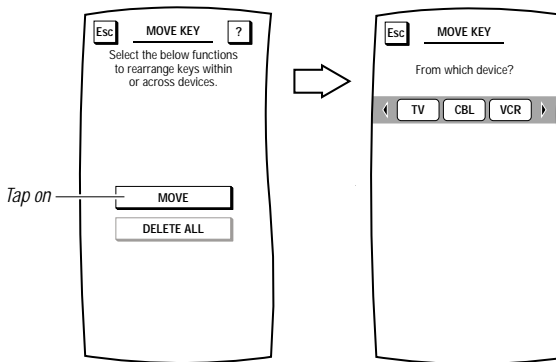 Esc MOVE KEY ?
Select the below functions
to rearrange keys within
or across devices.
Tap on
MOVE
DELETE ALL
Esc MOVE KEY
From which device?
TV CBL VCR